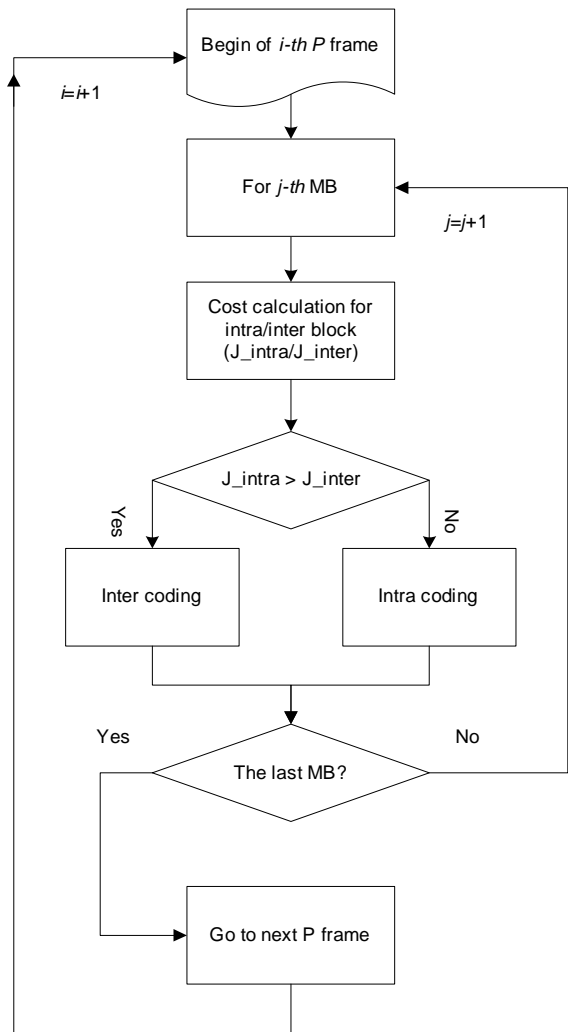 Begin of i-th P frame
i=i+1
For j-th MB
j=j+1
Cost calculation for
intra/inter block
(J_intra/J_inter)
J_intra > J_inter
Yes
No
Inter coding
Intra coding
Yes
No
The last MB?
Go to next P frame